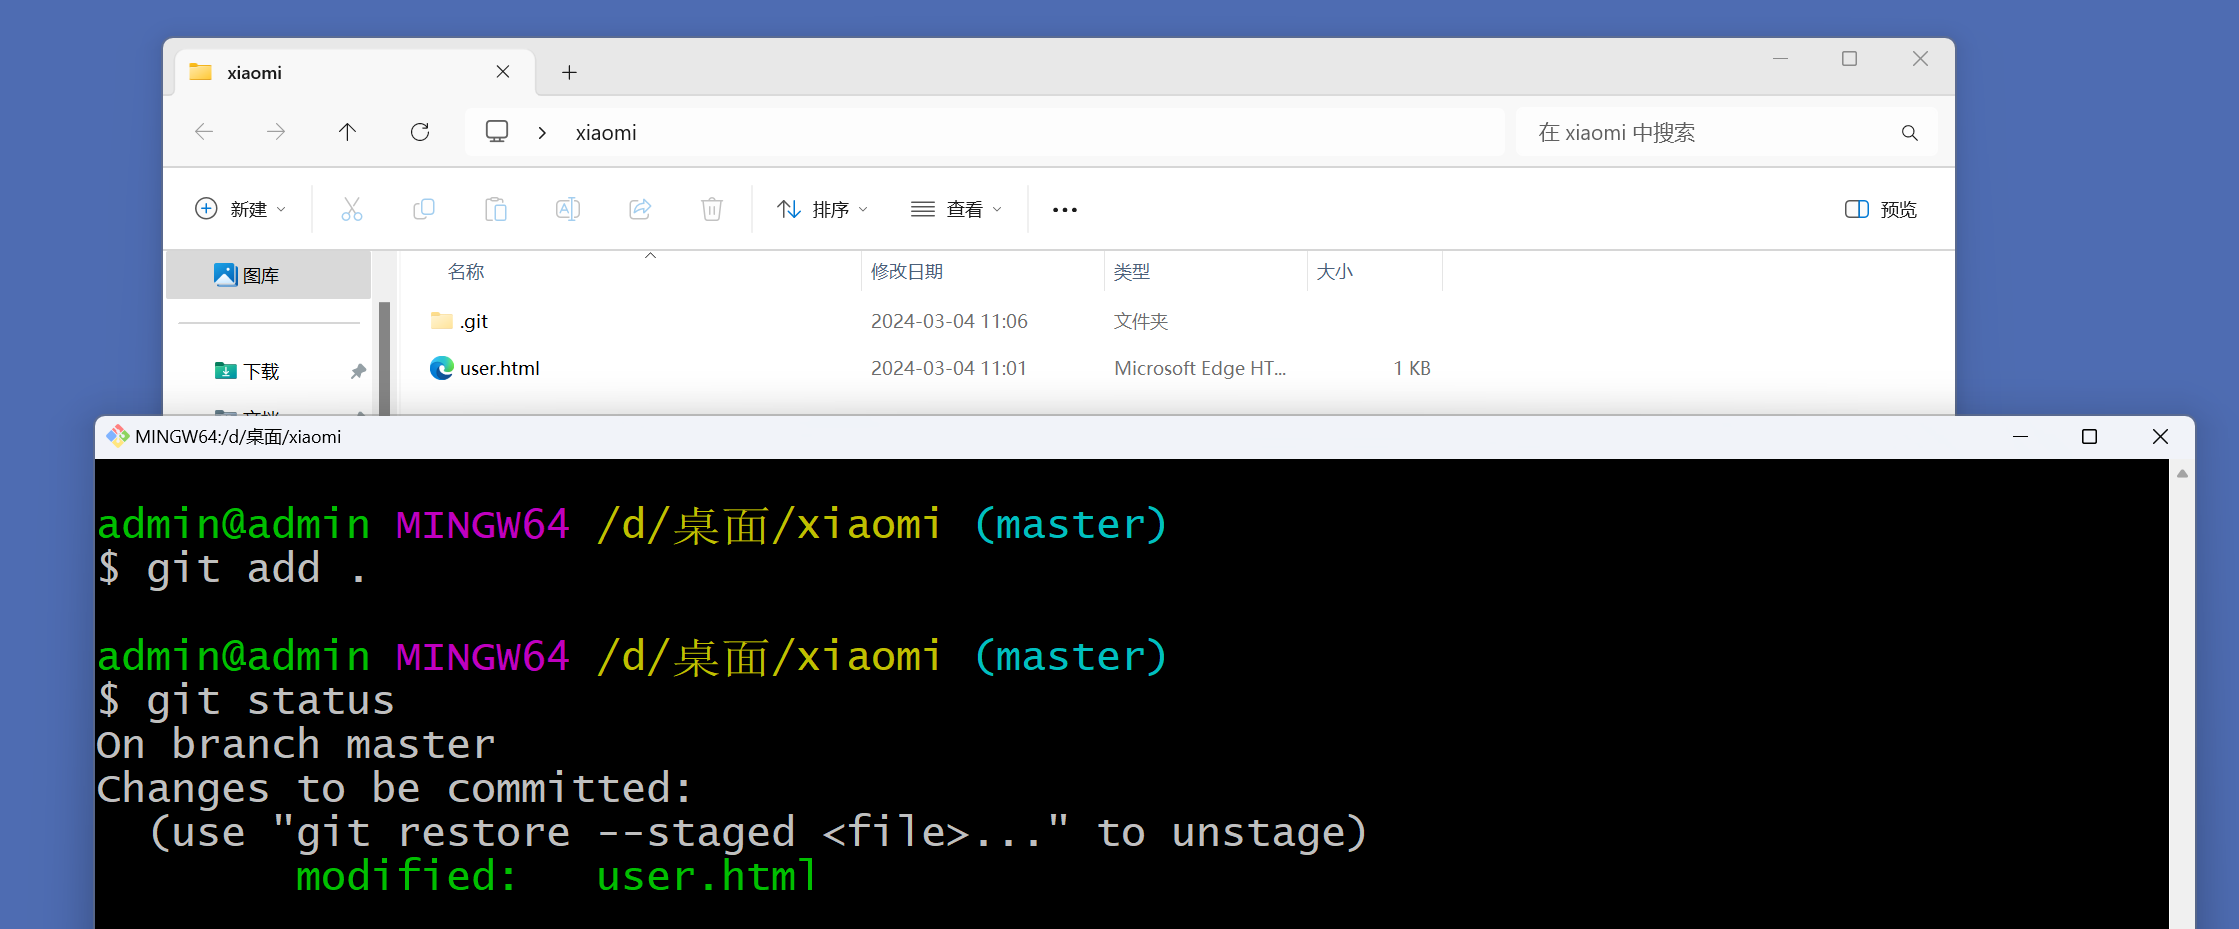 xiaomi
xiaomi
在 xiaomi 中搜索
新建
排序
查看
预览
图库
名称
修改日期
类型
大小
.git
2024-03-04 11:06
文件夹
下载
user.html
2024-03-04 11:01
Microsoft Edge HT...
1 KB
MINGW64:/d/桌面/xiaomi
admin@admin MINGW64 /d/桌面/xiaomi (master)
$ git add .
admin@admin MINGW64 /d/桌面/xiaomi (master)
$ git status
On branch master
Changes to be committed:
(use "git restore --staged <file>..." to unstage)
modified: user.html